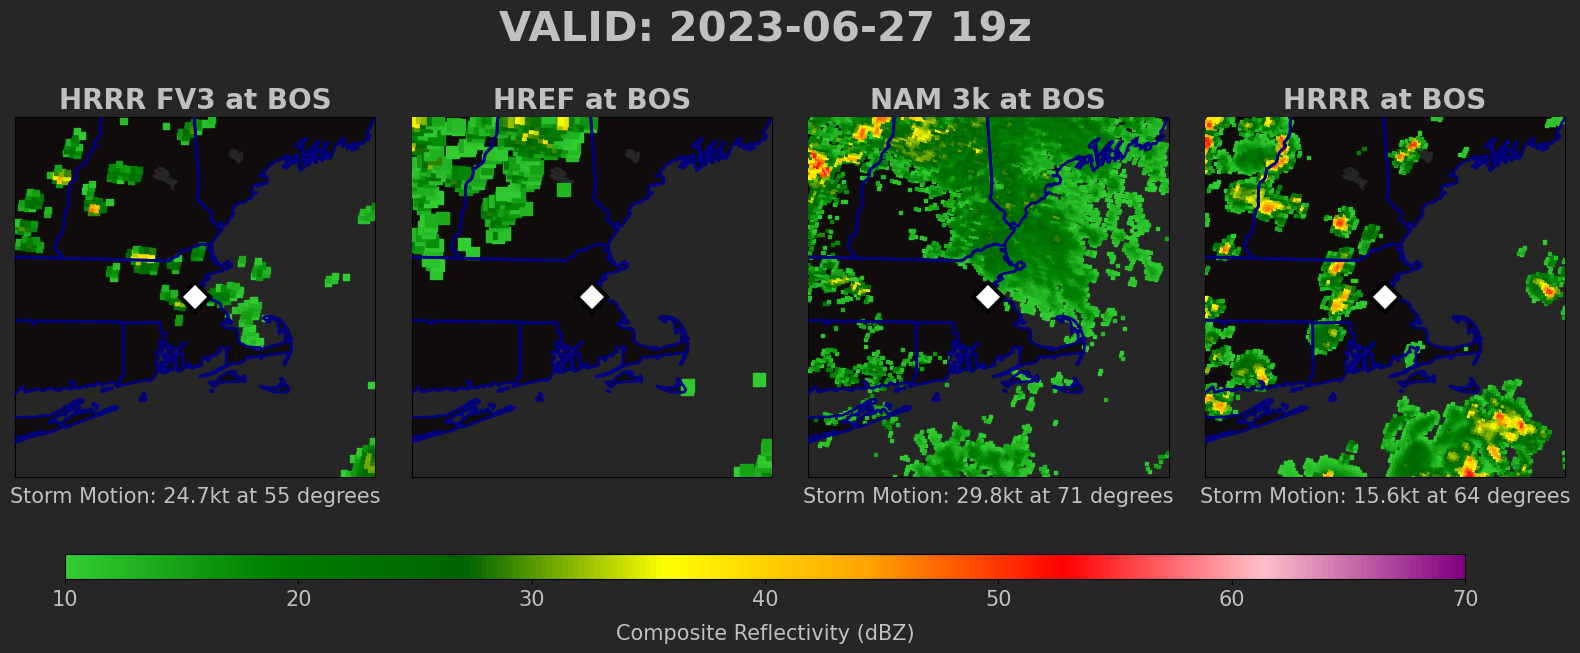 VALID: 2023-06-27 19z
HRRR FV3 at BOS
HREF at BOS
NAM 3k at BOS
HRRR at BOS
Storm Motion: 24.7kt at 55 degrees
Storm Motion: 29.8kt at 71 degrees
Storm Motion: 15.6kt at 64 degrees
10 20 30 40 50 60 70
Composite Reflectivity (dBZ)